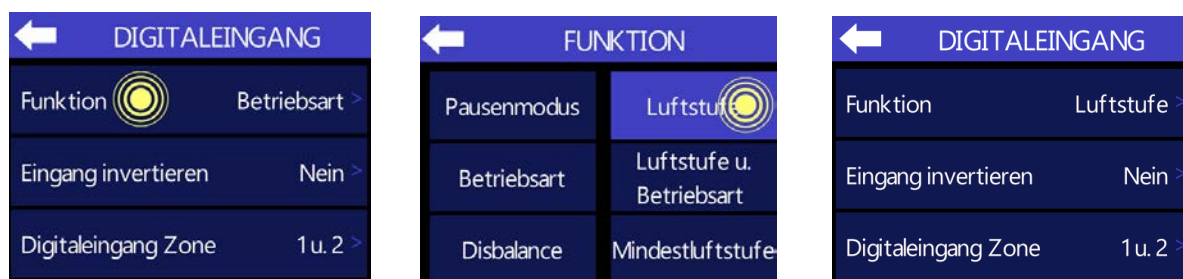 DIGITALEINGANG
Funktion Betriebsart >
Eingang invertieren Nein >
Digitaleingang Zone 1 u. 2 >
FUNKTION
Pausenmodus Luftstufe
Betriebsart Luftstufe u.
Betriebsart
Disbalance Mindestluftstufe
DIGITALEINGANG
Funktion Luftstufe >
Eingang invertieren Nein >
Digitaleingang Zone 1 u. 2 >